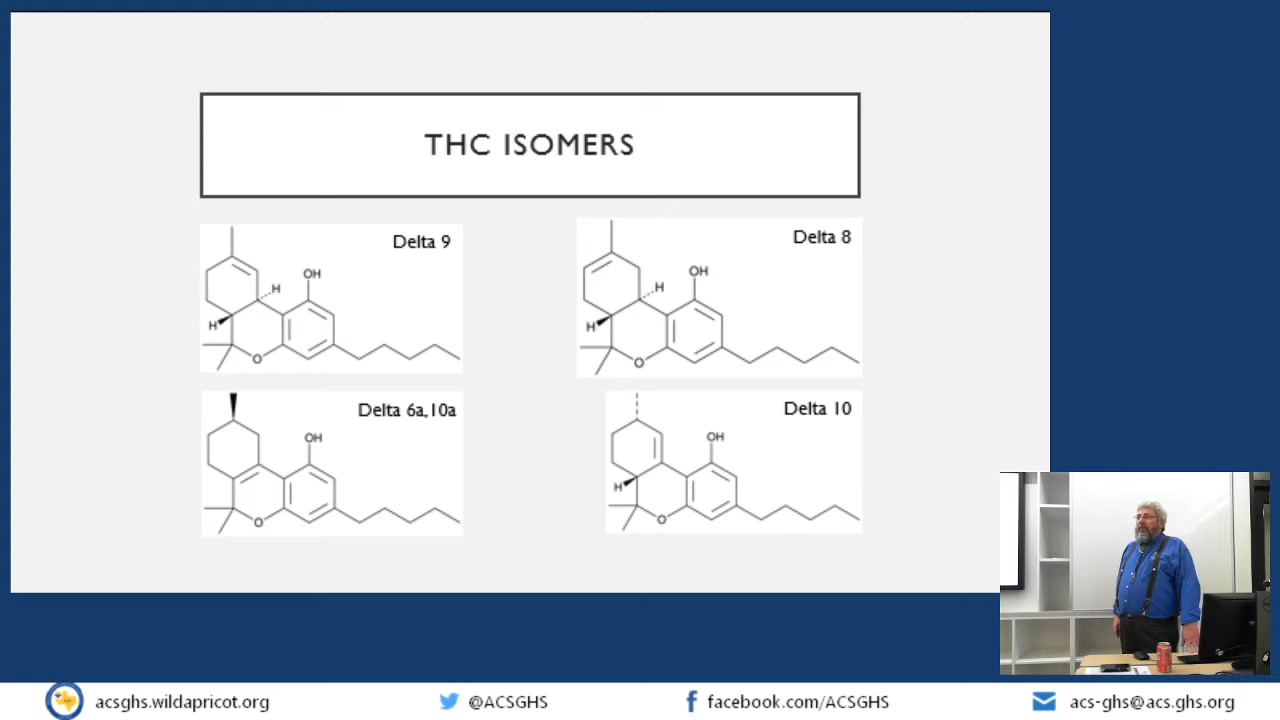 THC ISOMERS
Delta 9
OH
H
H
O
Delta 8
OH
H
H
O
Delta 6a,10a
OH
O
Delta 10
OH
H
O
acsghs.wildapricot.org
@ACSGHS
facebook.com/ACSGHS
acs-ghs@acs.ghs.org